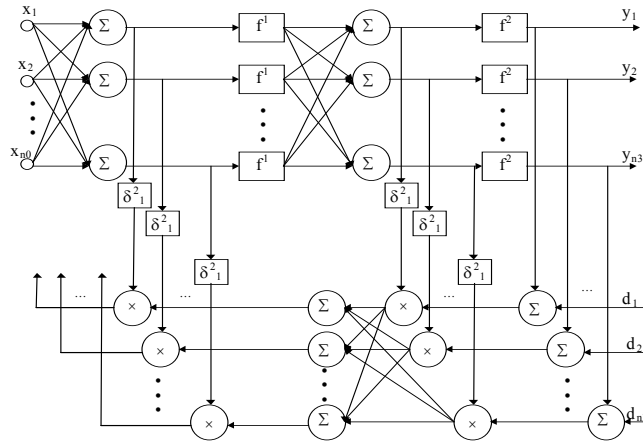 x₁ Σ f¹ Σ f² y₁
x₂ Σ f¹ Σ f² y₂
xₙ₀ Σ f¹ Σ f² yₙ₃
δ²₁ δ²₁
δ²₁ δ²₁
δ²₁ δ²₁
... ... ... ...
× Σ × Σ d₁
× Σ × Σ d₂
× Σ × Σ dₙ